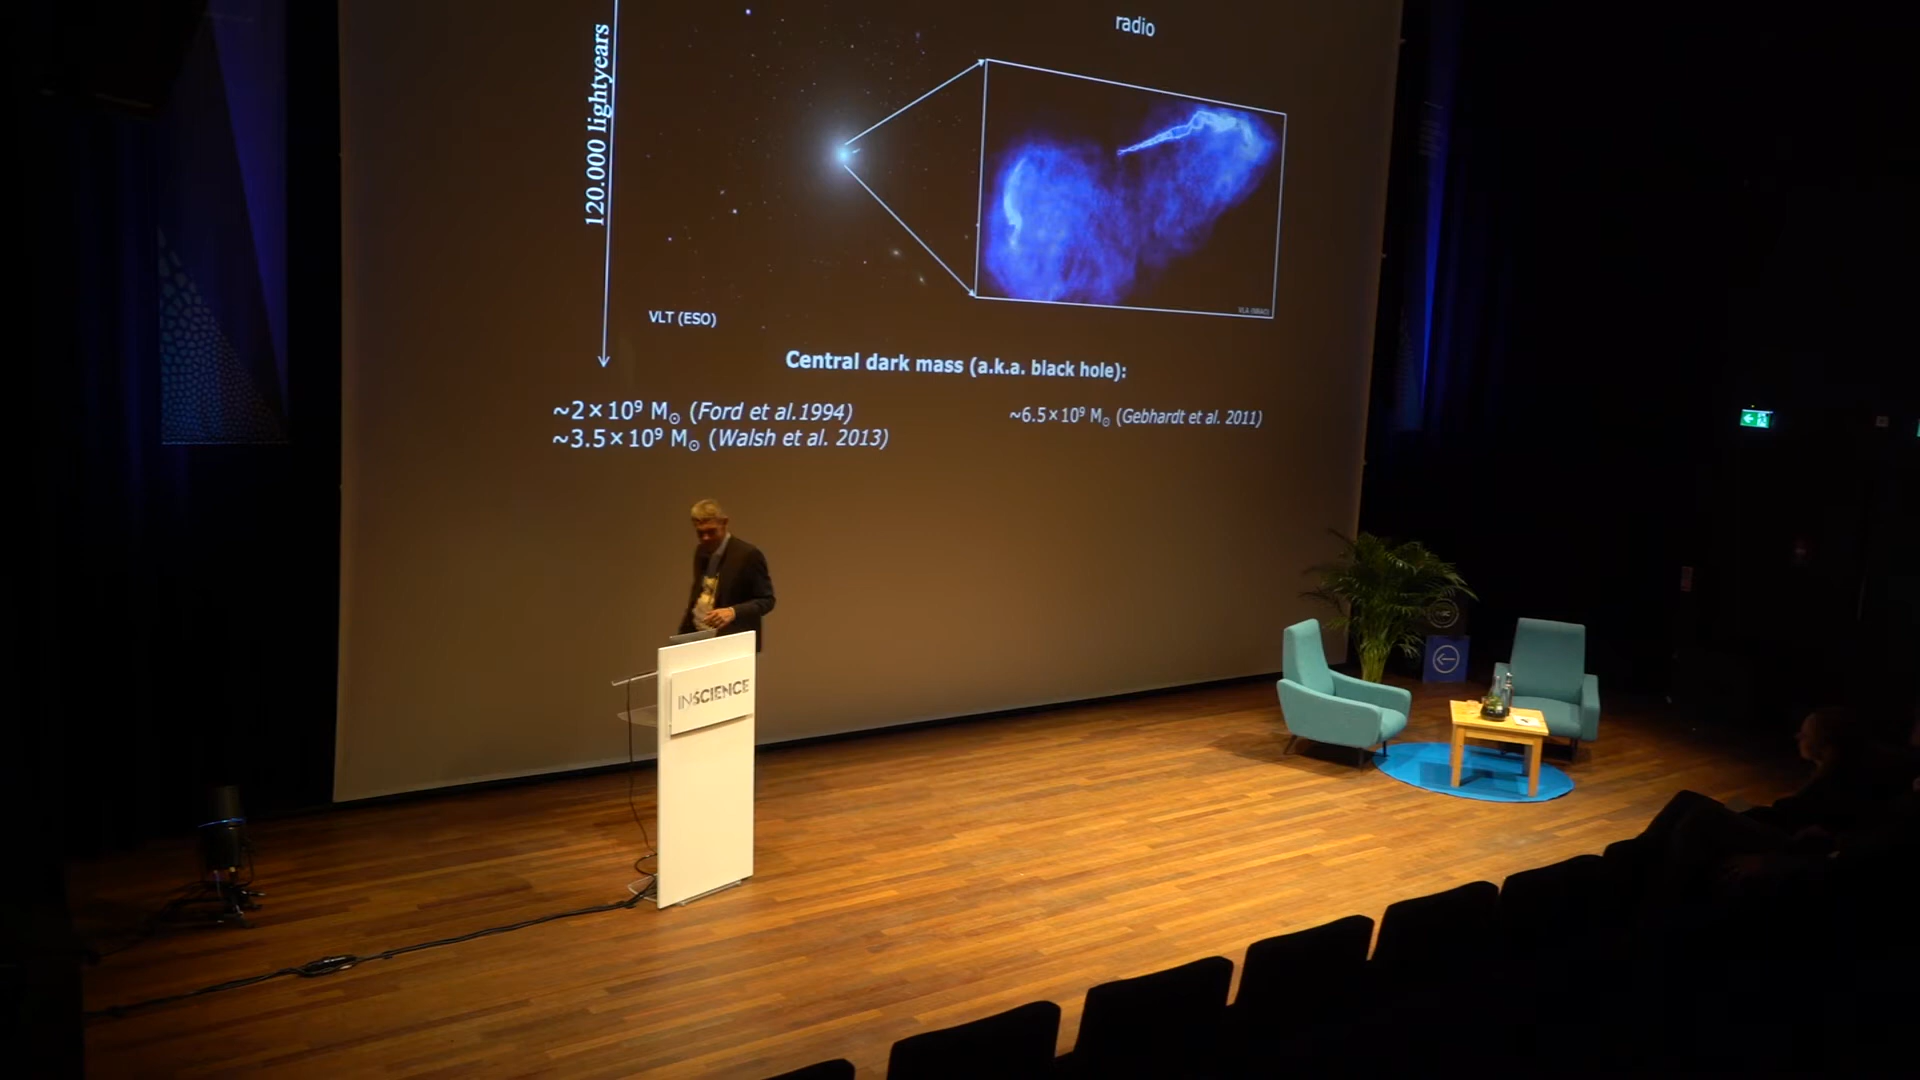 radio
120.000 lightyears
VLT (ESO)
Central dark mass (a.k.a. black hole):
~2×10⁹ M☉ (Ford et al.1994)
~3.5×10⁹ M☉ (Walsh et al. 2013)
~6.5×10⁹ M☉ (Gebhardt et al. 2011)
INSCIENCE